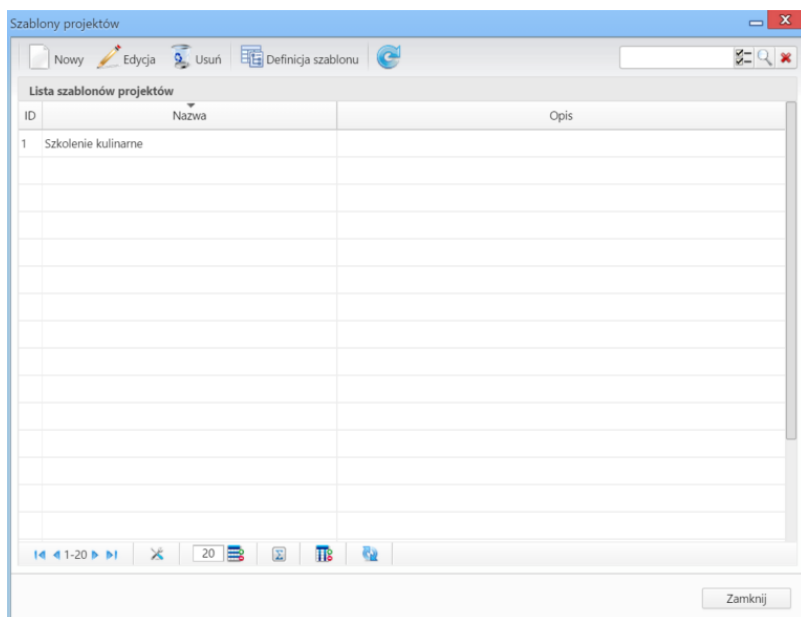 Szablony projektów
Nowy Edycja Usuń Definicja szablonu
Lista szablonów projektów
ID Nazwa Opis
1 Szkolenie kulinarne
1-20 20
Zamknij